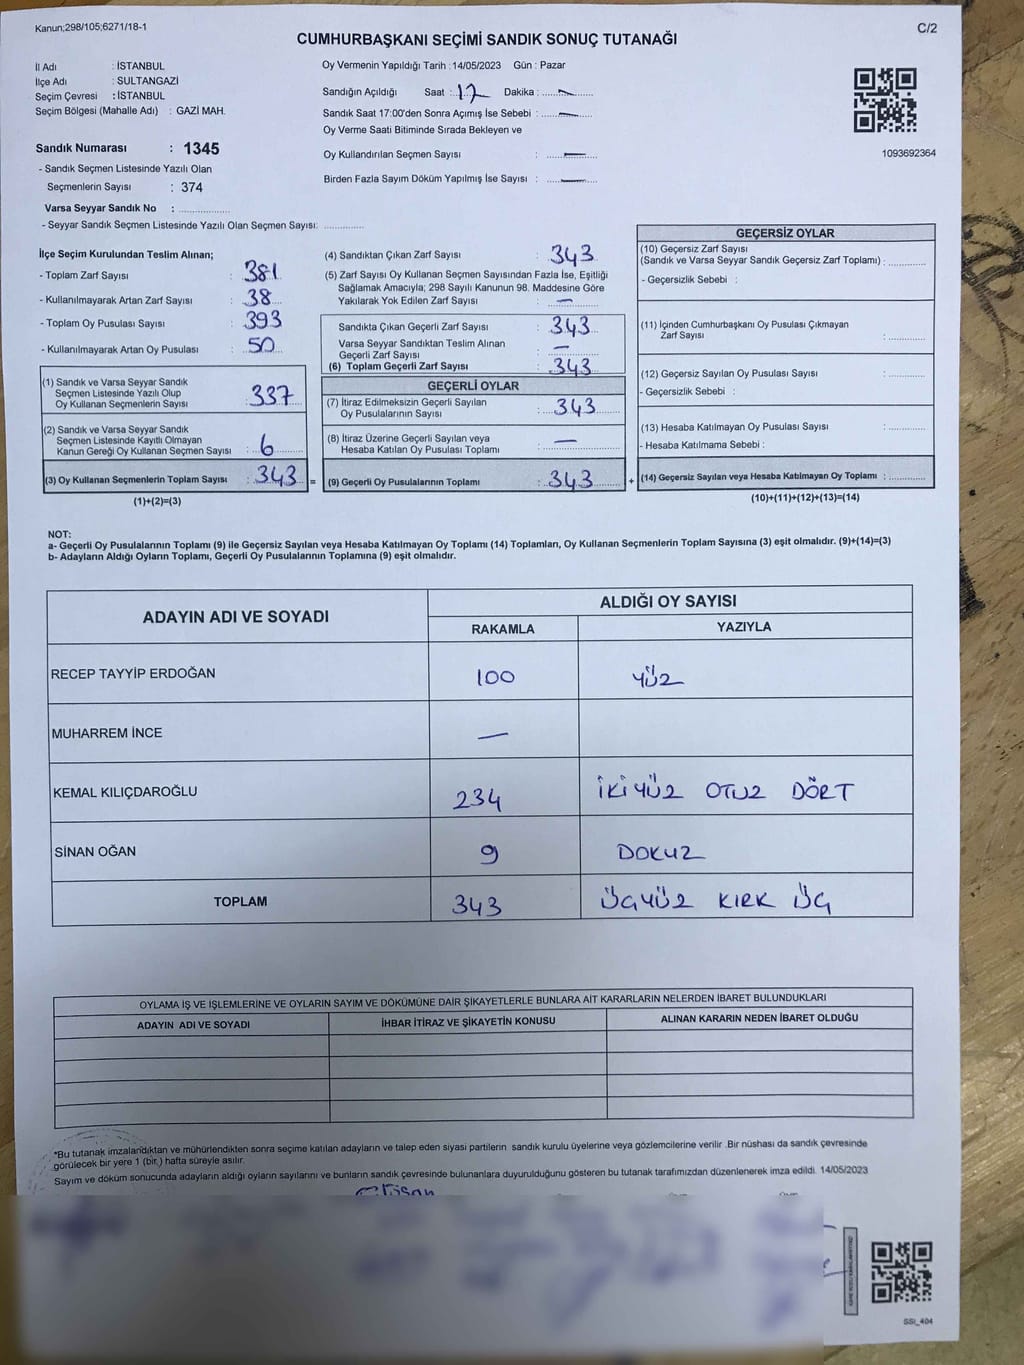 Kanun;298/105;6271/18-1
C/2
CUMHURBAŞKANI SEÇİMİ SANDIK SONUÇ TUTANAĞI
İl Adı : İSTANBUL
İlçe Adı : SULTANGAZİ
Seçim Çevresi : İSTANBUL
Seçim Bölgesi (Mahalle Adı) : GAZİ MAH.
Sandık Numarası : 1345
- Sandık Seçmen Listesinde Yazılı Olan
Seçmenlerin Sayısı : 374
Varsa Seyyar Sandık No : ..................
- Seyyar Sandık Seçmen Listesinde Yazılı Olan Seçmen Sayısı: ..............
Oy Vermenin Yapıldığı Tarih : 14/05/2023 Gün : Pazar
Sandığın Açıldığı Saat : 17 Dakika : —
Sandık Saat 17:00'den Sonra Açımış İse Sebebi : —
Oy Verme Saati Bitiminde Sırada Bekleyen ve
Oy Kullandırılan Seçmen Sayısı : —
Birden Fazla Sayım Döküm Yapılmış İse Sayısı : —
1093692364
İlçe Seçim Kurulundan Teslim Alınan;
- Toplam Zarf Sayısı : 381
- Kullanılmayarak Artan Zarf Sayısı : 38
- Toplam Oy Pusulası Sayısı : 393
- Kullanılmayarak Artan Oy Pusulası : 50
(1) Sandık ve Varsa Seyyar Sandık
Seçmen Listesinde Yazılı Olup
Oy Kullanan Seçmenlerin Sayısı : 337
(2) Sandık ve Varsa Seyyar Sandık
Seçmen Listesinde Kayıtlı Olmayan
Kanun Gereği Oy Kullanan Seçmen Sayısı : 6
(3) Oy Kullanan Seçmenlerin Toplam Sayısı : 343 =
(1)+(2)=(3)
(4) Sandıktan Çıkan Zarf Sayısı : 343
(5) Zarf Sayısı Oy Kullanan Seçmen Sayısından Fazla İse, Eşitliği
Sağlamak Amacıyla; 298 Sayılı Kanunun 98. Maddesine Göre
Yakılarak Yok Edilen Zarf Sayısı : —
Sandıkta Çıkan Geçerli Zarf Sayısı : 343
Varsa Seyyar Sandıktan Teslim Alınan
Geçerli Zarf Sayısı : —
(6) Toplam Geçerli Zarf Sayısı : 343
GEÇERLİ OYLAR
(7) İtiraz Edilmeksizin Geçerli Sayılan
Oy Pusulalarının Sayısı : 343
(8) İtiraz Üzerine Geçerli Sayılan veya
Hesaba Katılan Oy Pusulası Toplamı : —
(9) Geçerli Oy Pusulalarının Toplamı : 343 +
GEÇERSİZ OYLAR
(10) Geçersiz Zarf Sayısı
(Sandık ve Varsa Seyyar Sandık Geçersiz Zarf Toplamı) : ..............
- Geçersizlik Sebebi :
(11) İçinden Cumhurbaşkanı Oy Pusulası Çıkmayan
Zarf Sayısı : ..............
(12) Geçersiz Sayılan Oy Pusulası Sayısı : ..............
- Geçersizlik Sebebi :
(13) Hesaba Katılmayan Oy Pusulası Sayısı : ..............
- Hesaba Katılmama Sebebi :
(14) Geçersiz Sayılan veya Hesaba Katılmayan Oy Toplamı : ..............
(10)+(11)+(12)+(13)=(14)
NOT:
a- Geçerli Oy Pusulalarının Toplamı (9) ile Geçersiz Sayılan veya Hesaba Katılmayan Oy Toplamı (14) Toplamları, Oy Kullanan Seçmenlerin Toplam Sayısına (3) eşit olmalıdır. (9)+(14)=(3)
b- Adayların Aldığı Oyların Toplamı, Geçerli Oy Pusulalarının Toplamına (9) eşit olmalıdır.
ADAYIN ADI VE SOYADI
ALDIĞI OY SAYISI
RAKAMLA YAZIYLA
RECEP TAYYİP ERDOĞAN 100 YÜZ
MUHARREM İNCE —
KEMAL KILIÇDAROĞLU 234 İKİYÜZ OTUZ DÖRT
SİNAN OĞAN 9 DOKUZ
TOPLAM 343 ÜÇYÜZ KIRK ÜÇ
OYLAMA İŞ VE İŞLEMLERİNE VE OYLARIN SAYIM VE DÖKÜMÜNE DAİR ŞİKAYETLERLE BUNLARA AİT KARARLARIN NELERDEN İBARET BULUNDUKLARI
ADAYIN ADI VE SOYADI İHBAR İTİRAZ VE ŞİKAYETİN KONUSU ALINAN KARARIN NEDEN İBARET OLDUĞU
*Bu tutanak imzalandıktan ve mühürlendikten sonra seçime katılan adayların ve talep eden siyasi partilerin sandık kurulu üyelerine veya gözlemcilerine verilir .Bir nüshası da sandık çevresinde
görülecek bir yere 1 (bir ) hafta süreyle asılır.
Sayım ve döküm sonucunda adayların aldığı oyların sayılarını ve bunların sandık çevresinde bulunanlara duyurulduğunu gösteren bu tutanak tarafımızdan düzenlenerek imza edildi. 14/05/2023
SSI_404